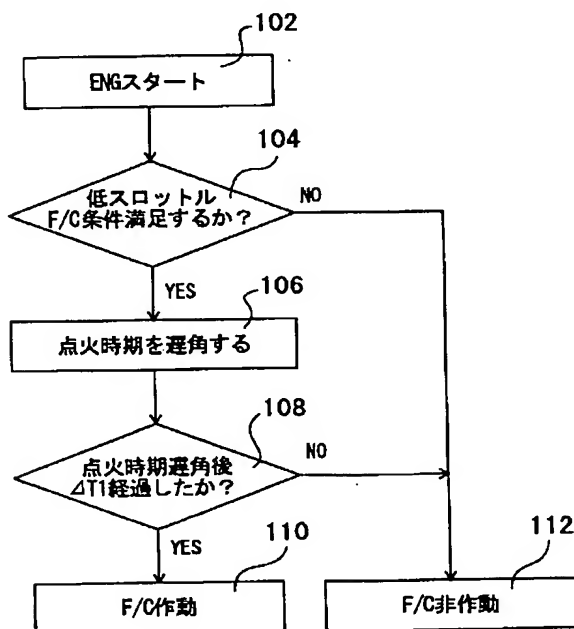 102
ENGスタート
104
低スロットル
F/C条件満足するか？
NO
YES
106
点火時期を遅角する
108
点火時期遅角後
⊿T1経過したか？
NO
YES
110
112
F/C作動
F/C非作動